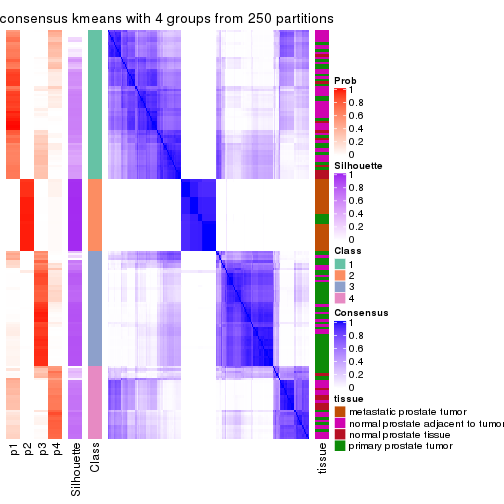 consensus kmeans with 4 groups from 250 partitions
Prob
1
0.8
0.6
0.4
0.2
0
Silhouette
1
0.8
0.6
0.4
0.2
0
Class
1
2
3
4
Consensus
1
0.8
0.6
0.4
0.2
0
tissue
metastatic prostate tumor
normal prostate adjacent to tumor
normal prostate tissue
primary prostate tumor
p1
p2
p3
p4
Silhouette
Class
tissue